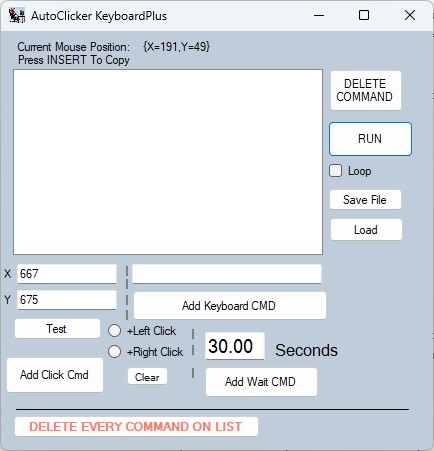 AutoClicker KeyboardPlus
Current Mouse Position: {X=191,Y=49}
Press INSERT To Copy
DELETE
COMMAND
RUN
Loop
Save File
Load
X 667
Y 675
Add Keyboard CMD
Test
+Left Click
+Right Click
30.00 Seconds
Add Click Cmd
Clear
Add Wait CMD
DELETE EVERY COMMAND ON LIST